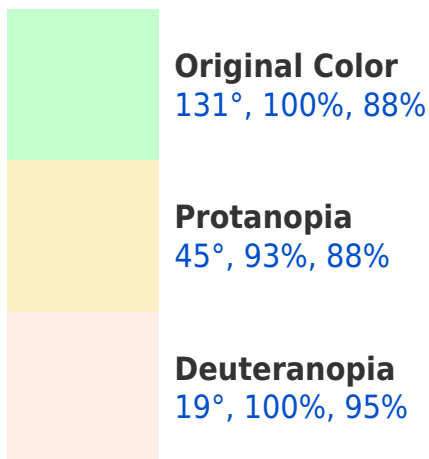 Original Color
131°, 100%, 88%
Protanopia
45°, 93%, 88%
Deuteranopia
19°, 100%, 95%